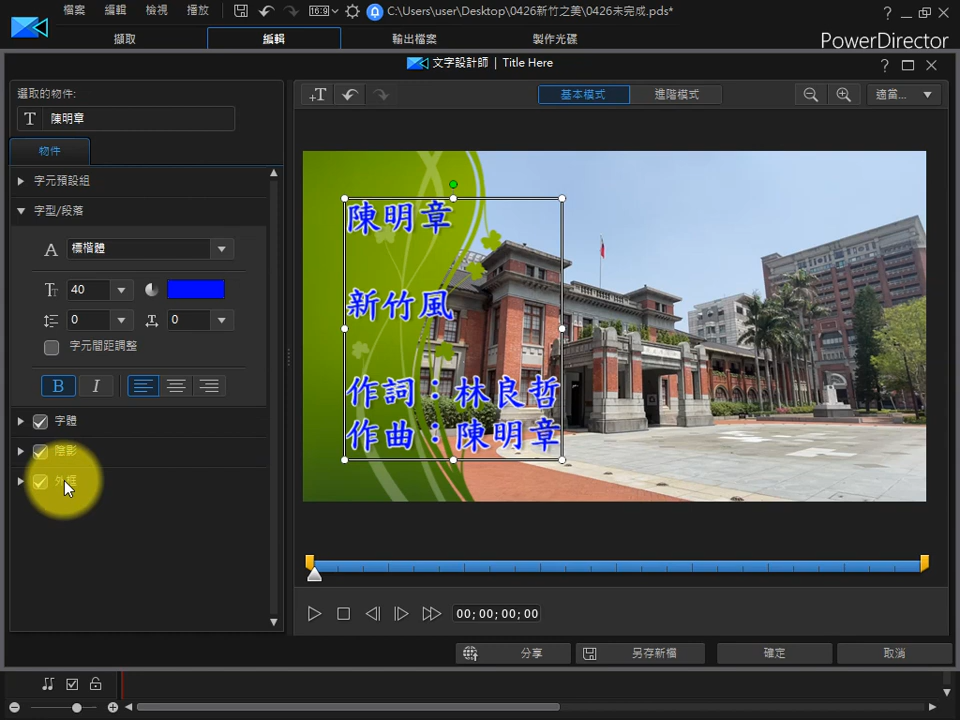 檔案 編輯 檢視 播放 16:9 C:\Users\user\Desktop\0426新竹之美\0426未完成.pds*
擷取 編輯 輸出檔案 製作光碟 PowerDirector
文字設計師 | Title Here
選取的物件:
T 陳明章
物件
字元預設組
字型/段落
標楷體
40
0 0
字元間距調整
B I
字體
陰影
外框
+T 基本模式 進階模式 適當...
陳明章
新竹風
作詞：林良哲
作曲：陳明章
00;00;00;00
分享 另存新檔 確定 取消